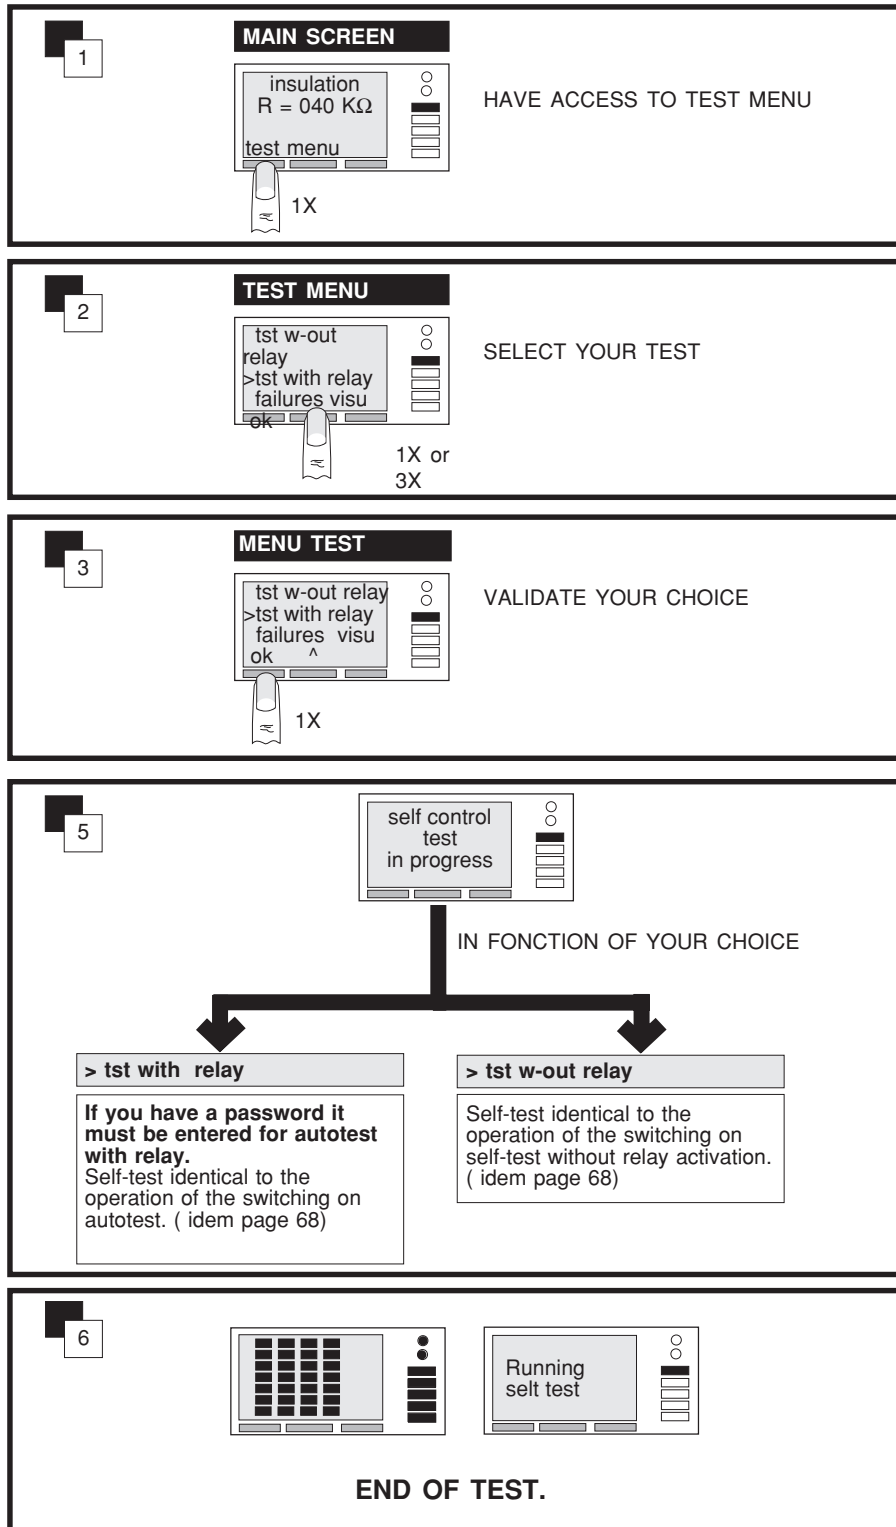 1
MAIN SCREEN
insulation
R = 040 KΩ
test menu
1X
HAVE ACCESS TO TEST MENU
2
TEST MENU
tst w-out
relay
>tst with relay
failures visu
ok
1X or
3X
SELECT YOUR TEST
3
MENU TEST
tst w-out relay
>tst with relay
failures visu
ok ^
1X
VALIDATE YOUR CHOICE
5
self control
test
in progress
IN FONCTION OF YOUR CHOICE
> tst with relay
If you have a password it
must be entered for autotest
with relay.
Self-test identical to the
operation of the switching on
autotest. ( idem page 68)
> tst w-out relay
Self-test identical to the
operation of the switching on
self-test without relay activation.
( idem page 68)
6
Running
selt test
END OF TEST.